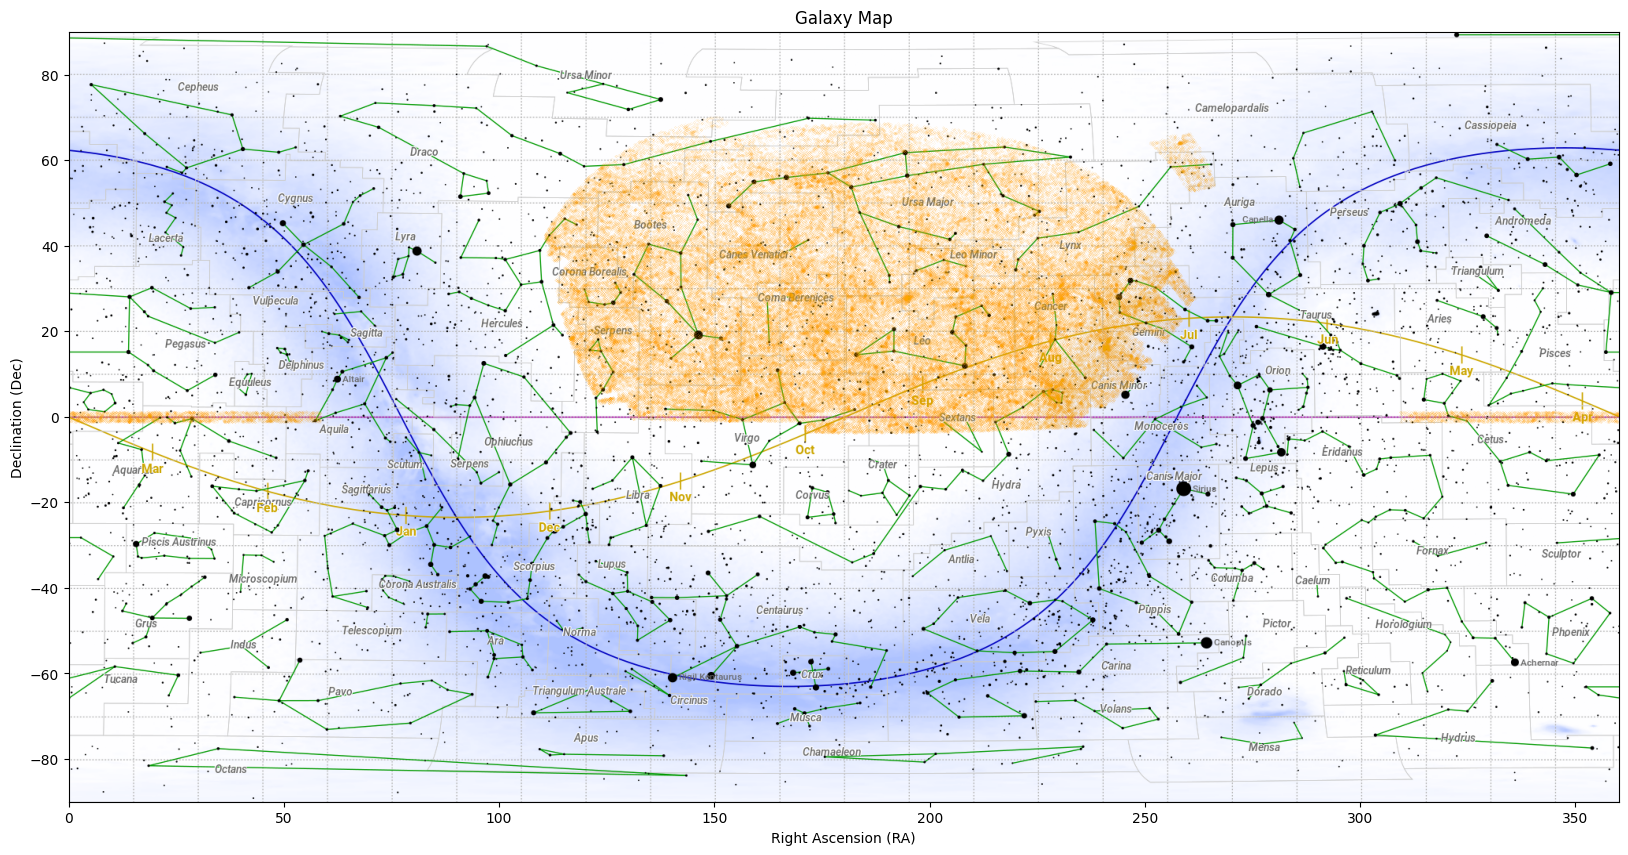 Galaxy Map
Ursa Minor
Cepheus
Camelopardalis
Cassiopeia
Draco
Cygnus
Lyra
Lacerta
Boötes
Ursa Major
Auriga
Capella
Perseus
Andromeda
Canes Venatici
Leo Minor
Lynx
Corona Borealis
Triangulum
Vulpecula
Coma Berenices
Cancer
Sagitta
Hercules
Serpens
Leo
Gemini
Jul
Taurus
Jun
Aries
Pegasus
Pisces
Delphinus
Equuleus
Altair
Aug
Canis Minor
Orion
May
Sep
Sextans
Apr
Aquila
Ophiuchus
Virgo
Oct
Monoceros
Eridanus
Cetus
Aquarius
Mar
Scutum
Serpens
Crater
Canis Major
Lepus
Sirius
Capricornus
Feb
Sagittarius
Libra
Nov
Corvus
Hydra
Jan
Dec
Pyxis
Piscis Austrinus
Microscopium
Corona Australis
Scorpius
Lupus
Antlia
Columba
Caelum
Fornax
Sculptor
Grus
Indus
Telescopium
Ara
Norma
Centaurus
Vela
Puppis
Pictor
Canopus
Horologium
Phoenix
Achernar
Tucana
Pavo
Triangulum Australe
Rigil Kentaurus
Circinus
Crux
Carina
Dorado
Reticulum
Musca
Volans
Apus
Chamaeleon
Mensa
Hydrus
Octans
80
60
40
20
0
−20
−40
−60
−80
Declination (Dec)
0 50 100 150 200 250 300 350
Right Ascension (RA)